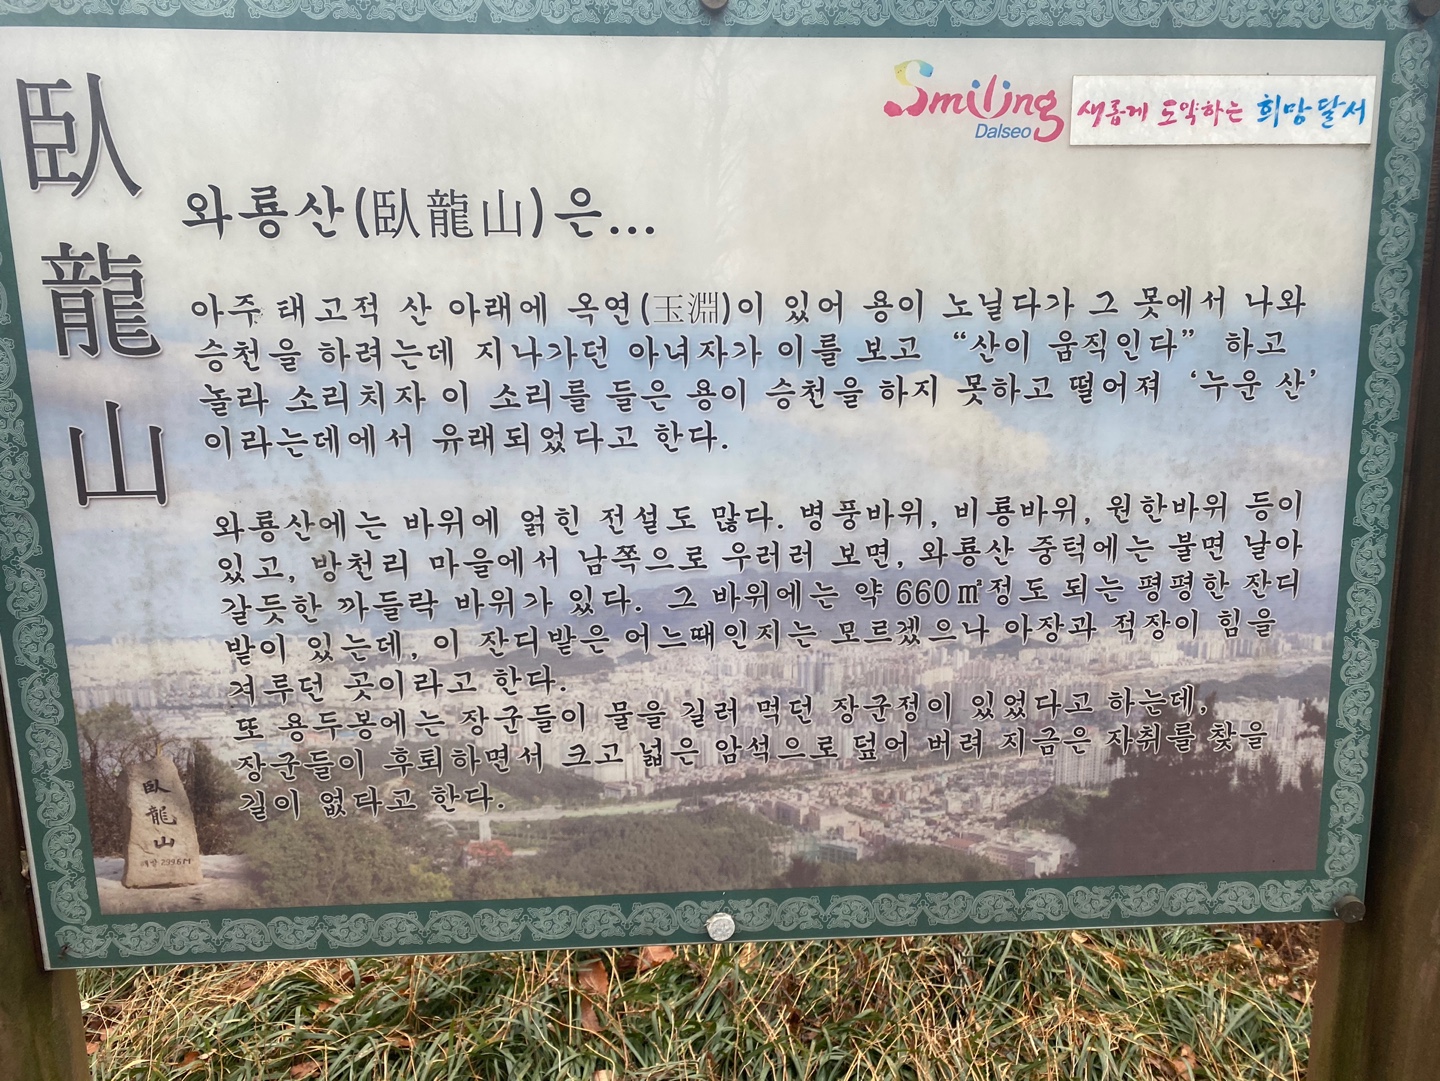 臥龍山
Smiling
Dalseo
새롭게 도약하는 희망달서
와룡산(臥龍山)은...
아주 태고적 산 아래에 옥연(玉淵)이 있어 용이 노닐다가 그 못에서 나와
승천을 하려는데 지나가던 아녀자가 이를 보고 “산이 움직인다” 하고
놀라 소리치자 이 소리를 들은 용이 승천을 하지 못하고 떨어져 ‘누운 산’
이라는데에서 유래되었다고 한다.
와룡산에는 바위에 얽힌 전설도 많다. 병풍바위, 비룡바위, 원한바위 등이
있고, 방천리 마을에서 남쪽으로 우러러 보면, 와룡산 중턱에는 불면 날아
갈듯한 까들락 바위가 있다. 그 바위에는 약 660㎡정도 되는 평평한 잔디
밭이 있는데, 이 잔디밭은 어느때인지는 모르겠으나 아장과 적장이 힘을
겨루던 곳이라고 한다.
또 용두봉에는 장군들이 물을 길러 먹던 장군정이 있었다고 하는데,
장군들이 후퇴하면서 크고 넓은 암석으로 덮어 버려 지금은 자취를 찾을
길이 없다고 한다.
臥龍山
299.6M